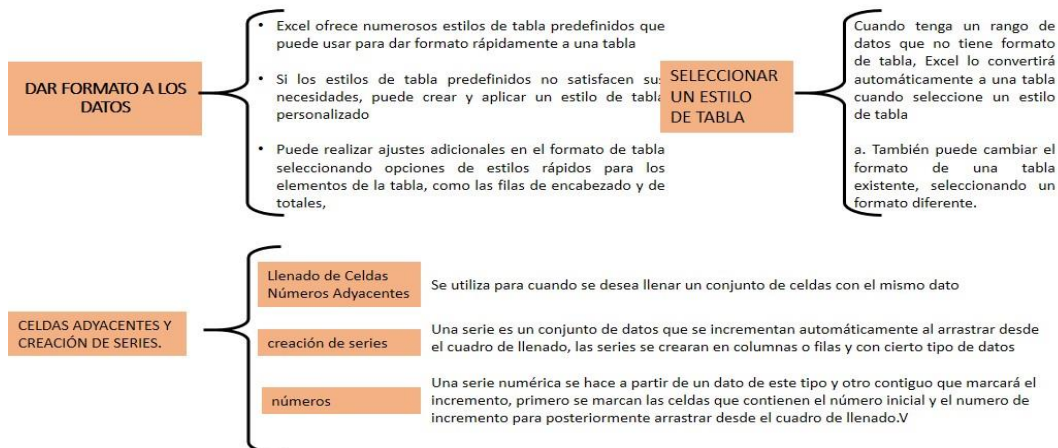 DAR FORMATO A LOS
DATOS
• Excel ofrece numerosos estilos de tabla predefinidos que
puede usar para dar formato rápidamente a una tabla
• Si los estilos de tabla predefinidos no satisfacen sus
necesidades, puede crear y aplicar un estilo de tabla
personalizado
• Puede realizar ajustes adicionales en el formato de tabla
seleccionando opciones de estilos rápidos para los
elementos de la tabla, como las filas de encabezado y de
totales,
SELECCIONAR
UN ESTILO
DE TABLA
Cuando tenga un rango de
datos que no tiene formato
de tabla, Excel lo convertirá
automáticamente a una tabla
cuando seleccione un estilo
de tabla
a. También puede cambiar el
formato de una tabla
existente, seleccionando un
formato diferente.
CELDAS ADYACENTES Y
CREACIÓN DE SERIES.
Llenado de Celdas
Números Adyacentes
Se utiliza para cuando se desea llenar un conjunto de celdas con el mismo dato
creación de series
Una serie es un conjunto de datos que se incrementan automáticamente al arrastrar desde
el cuadro de llenado, las series se crearan en columnas o filas y con cierto tipo de datos
números
Una serie numérica se hace a partir de un dato de este tipo y otro contiguo que marcará el
incremento, primero se marcan las celdas que contienen el número inicial y el numero de
incremento para posteriormente arrastrar desde el cuadro de llenado.V